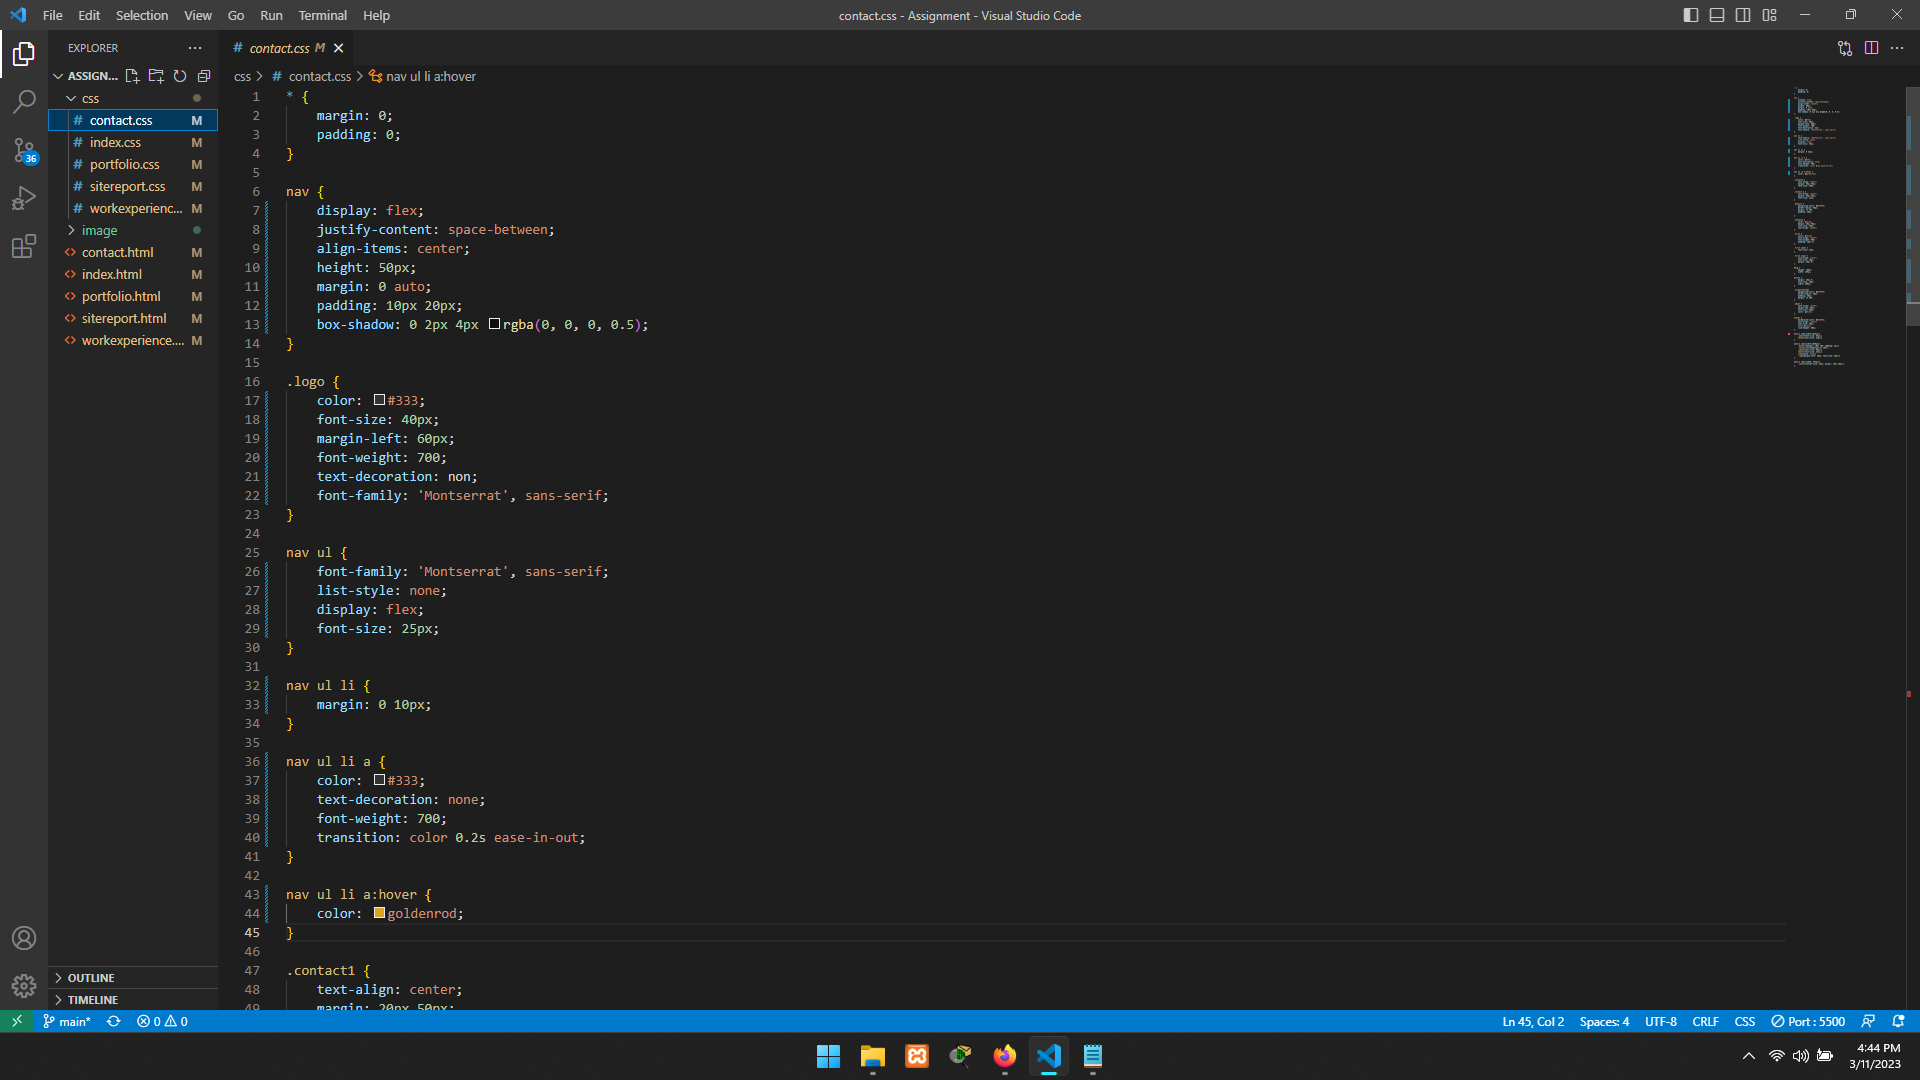 File Edit Selection View Go Run Terminal Help
contact.css - Assignment - Visual Studio Code
EXPLORER
ASSIGN...
css
# contact.css M
# index.css M
# portfolio.css M
# sitereport.css M
# workexperienc... M
image
<> contact.html M
<> index.html M
<> portfolio.html M
<> sitereport.html M
<> workexperience.... M
36
OUTLINE
TIMELINE
# contact.css M
css > # contact.css > nav ul li a:hover
1 * {
2 margin: 0;
3 padding: 0;
4 }
5
6 nav {
7 display: flex;
8 justify-content: space-between;
9 align-items: center;
10 height: 50px;
11 margin: 0 auto;
12 padding: 10px 20px;
13 box-shadow: 0 2px 4px rgba(0, 0, 0, 0.5);
14 }
15
16 .logo {
17 color: #333;
18 font-size: 40px;
19 margin-left: 60px;
20 font-weight: 700;
21 text-decoration: non;
22 font-family: 'Montserrat', sans-serif;
23 }
24
25 nav ul {
26 font-family: 'Montserrat', sans-serif;
27 list-style: none;
28 display: flex;
29 font-size: 25px;
30 }
31
32 nav ul li {
33 margin: 0 10px;
34 }
35
36 nav ul li a {
37 color: #333;
38 text-decoration: none;
39 font-weight: 700;
40 transition: color 0.2s ease-in-out;
41 }
42
43 nav ul li a:hover {
44 color: goldenrod;
45 }
46
47 .contact1 {
48 text-align: center;
49 margin: 20px 50px;
main* 0 0
Ln 45, Col 2 Spaces: 4 UTF-8 CRLF CSS Port : 5500
4:44 PM
3/11/2023